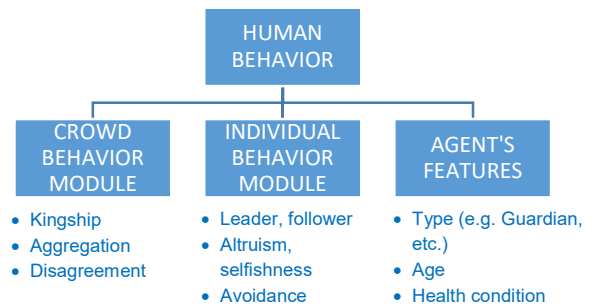 HUMAN
BEHAVIOR
CROWD
BEHAVIOR
MODULE
INDIVIDUAL
BEHAVIOR
MODULE
AGENT'S
FEATURES
• Kingship
• Aggregation
• Disagreement
• Leader, follower
• Altruism,
selfishness
• Avoidance
• Type (e.g. Guardian,
etc.)
• Age
• Health condition